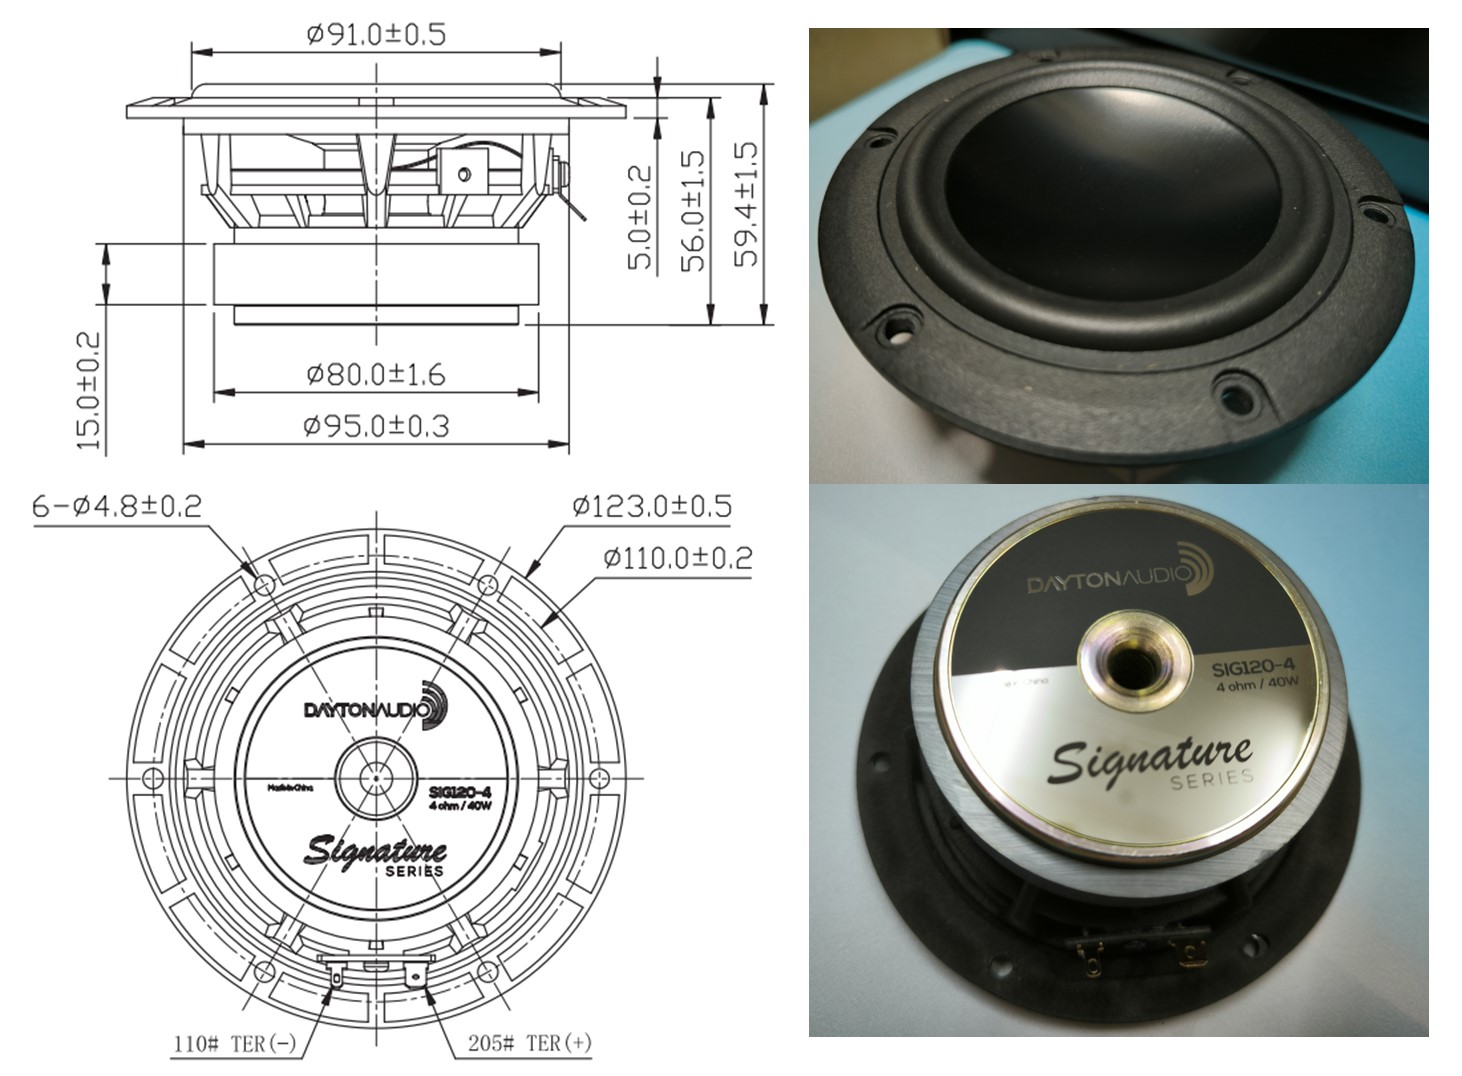 ø91.0±0.5
5.0±0.2
56.0±1.5
59.4±1.5
15.0±0.2
ø80.0±1.6
ø95.0±0.3
6-ø4.8±0.2
ø123.0±0.5
ø110.0±0.2
DAYTONAUDIO
Made in China
SIG120-4
4 ohm / 40W
Signature
SERIES
110# TER(-)
205# TER(+)
DAYTONAUDIO
SIG120-4
4 ohm / 40W
China
Signature
SERIES